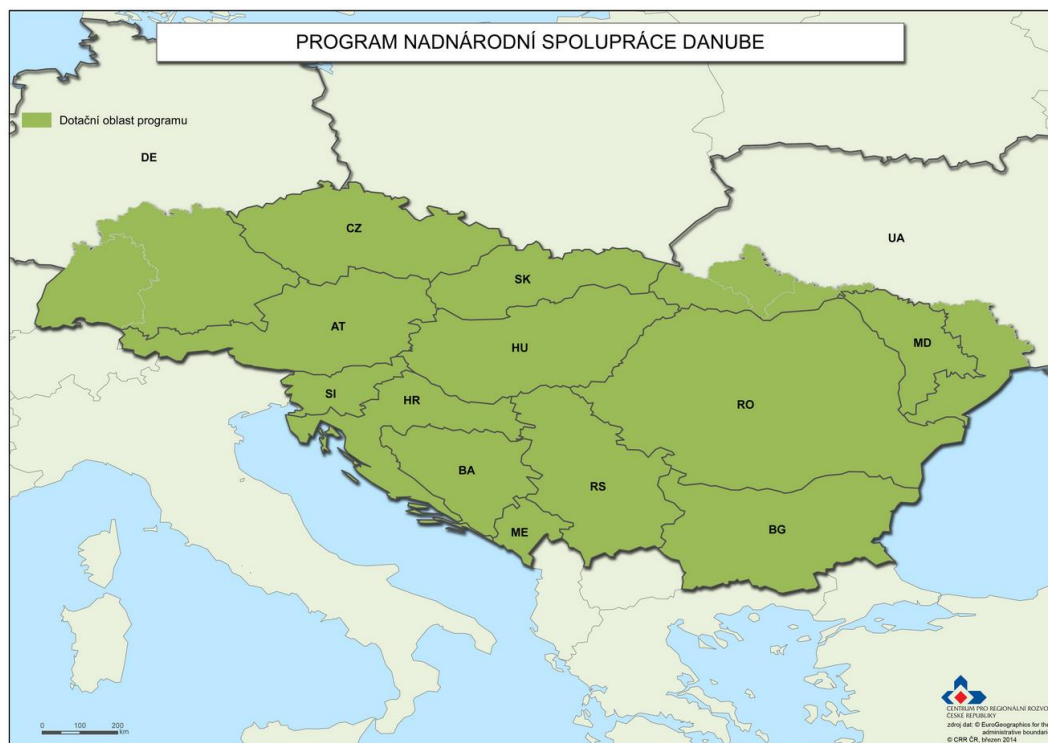 PROGRAM NADNÁRODNÍ SPOLUPRÁCE DANUBE
Dotační oblast programu
DE
CZ
UA
SK
AT
HU
MD
SI
HR
RO
BA
RS
ME
BG
0 100 200
km
CENTRUM PRO REGIONÁLNÍ ROZVO
ČESKÉ REPUBLIKY
zdroj dat: © EuroGeographics for the
administrative boundarie
© CRR ČR, březen 2014